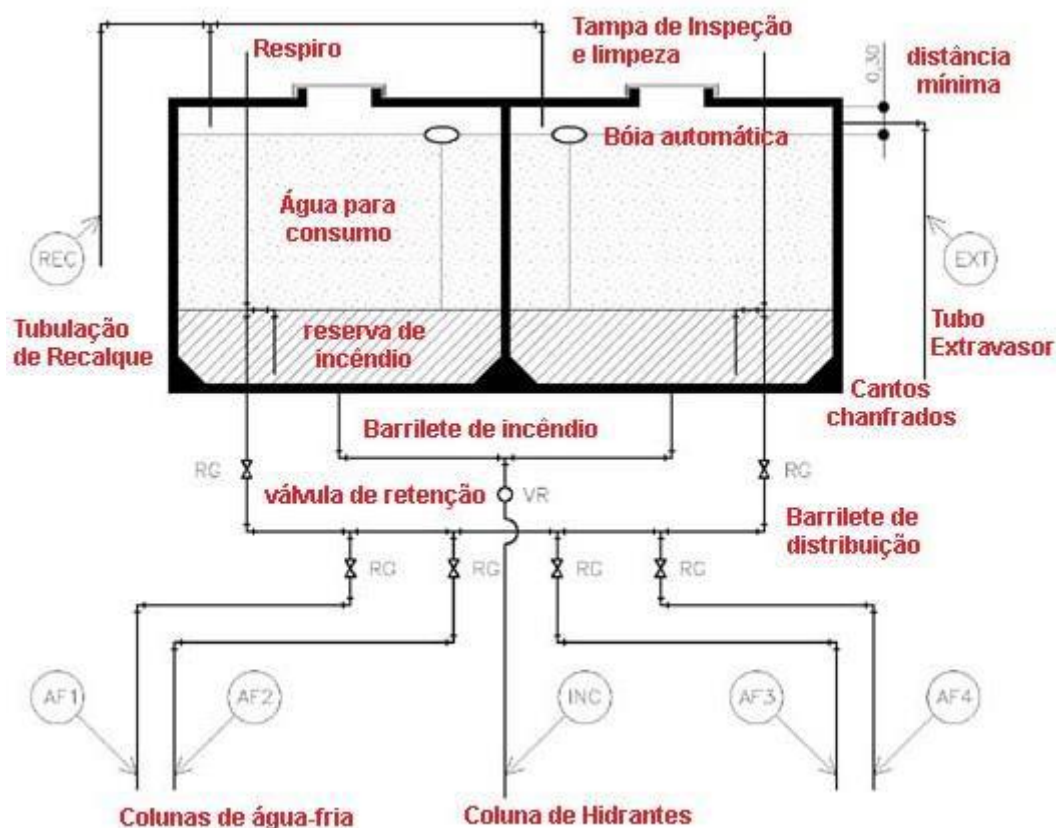 Respiro
Tampa de Inspeção
e limpeza
0,30
distância
mínima
Bóia automática
Água para
consumo
REC
EXT
Tubulação
de Recalque
reserva de
incêndio
Tubo
Extravasor
Cantos
chanfrados
Barrilete de incêndio
RG
válvula de retenção
VR
RG
Barrilete de
distribuição
RG
RG
RG
RG
AF1
AF2
INC
AF3
AF4
Colunas de água-fria
Coluna de Hidrantes